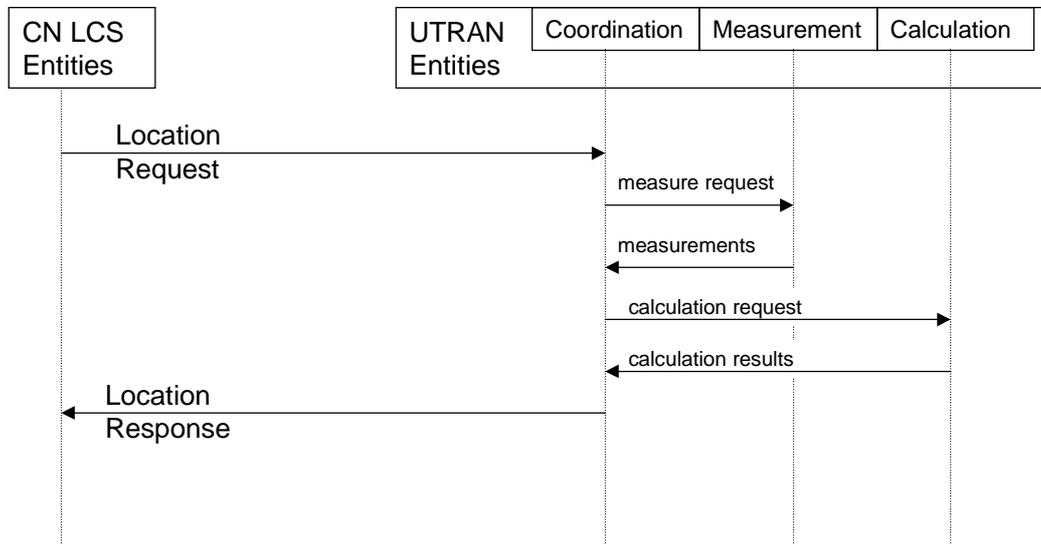 CN LCS
Entities
UTRAN
Entities
Coordination
Measurement
Calculation
Location
Request
measure request
measurements
calculation request
calculation results
Location
Response